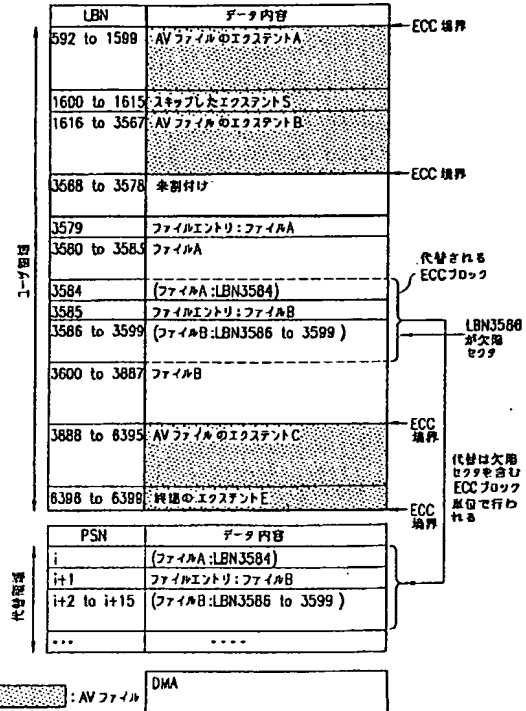 LBN データ内容
ECC 境界
592 to 1599 AVファイルのエクステントA
1600 to 1615 スキップしたエクステントS
1616 to 3567 AVファイルのエクステントB
ECC 境界
3568 to 3578 未割付け
3579 ファイルエントリ:ファイルA
3580 to 3583 ファイルA
代替される
ECCブロック
3584 (ファイルA:LBN3584)
3585 ファイルエントリ:ファイルB
3586 to 3599 (ファイルB:LBN3586 to 3599 )
LBN3586
が欠陥
セクタ
3600 to 3887 ファイルB
ECC
境界
3888 to 6395 AVファイルのエクステントC
6396 to 6399 終端のエクステントE
ECC
境界
ユーザ領域
代替は欠陥
セクタを含む
ECCブロック
単位で行わ
れる
PSN データ内容
i (ファイルA:LBN3584)
i+1 ファイルエントリ:ファイルB
i+2 to i+15 (ファイルB:LBN3586 to 3599 )
... ....
代替領域
:AVファイル
DMA